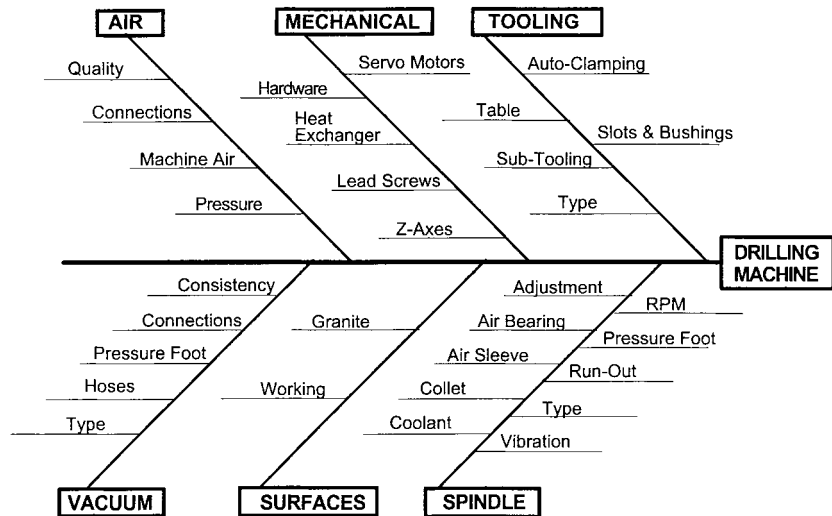 AIR
MECHANICAL
TOOLING
Quality
Connections
Machine Air
Pressure
Servo Motors
Hardware
Heat
Exchanger
Lead Screws
Z-Axes
Auto-Clamping
Table
Slots & Bushings
Sub-Tooling
Type
DRILLING
MACHINE
Consistency
Connections
Pressure Foot
Hoses
Type
Granite
Working
Adjustment
RPM
Air Bearing
Pressure Foot
Air Sleeve
Run-Out
Collet
Type
Coolant
Vibration
VACUUM
SURFACES
SPINDLE